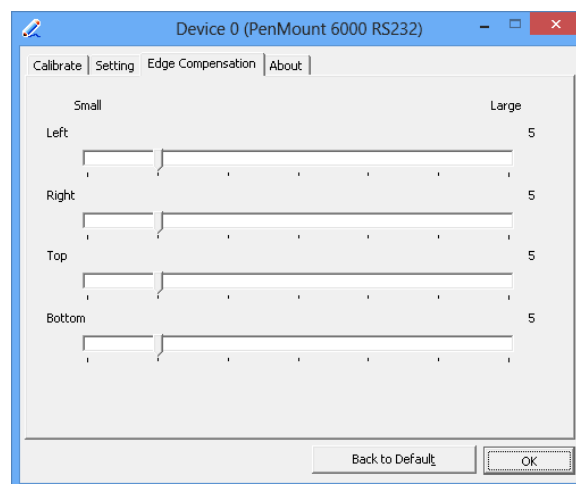 Device 0 (PenMount 6000 RS232)
Calibrate Setting Edge Compensation About
Small Large
Left 5
Right 5
Top 5
Bottom 5
Back to Default
OK